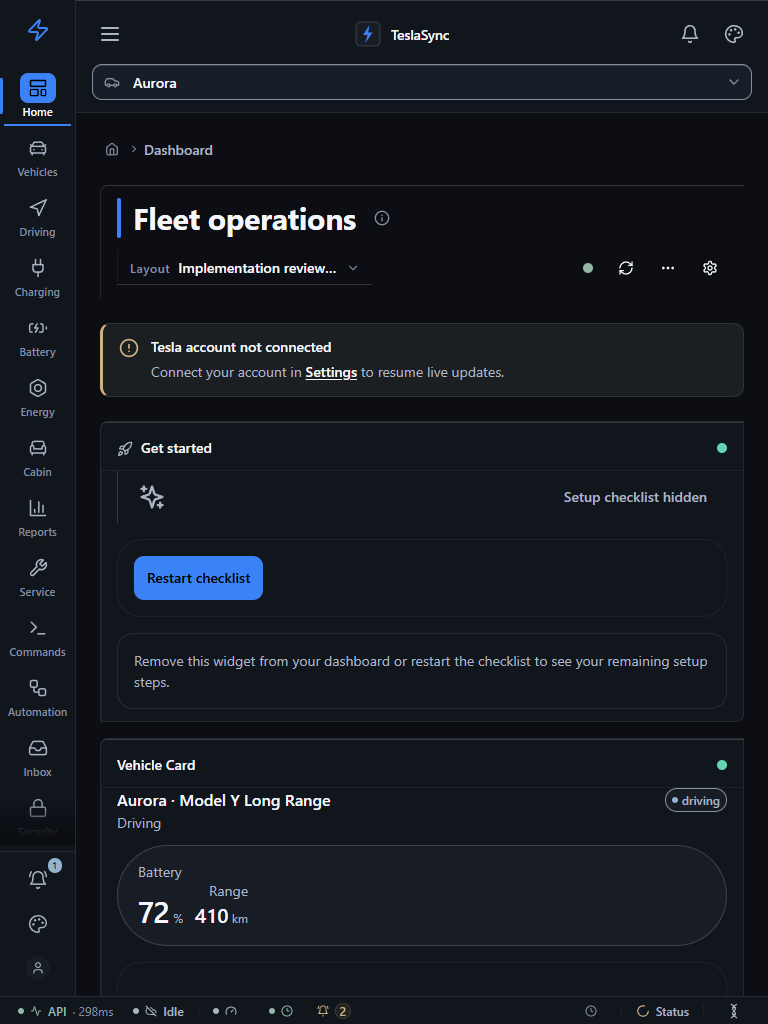 TeslaSync
Aurora
Home
Vehicles
Driving
Charging
Battery
Energy
Cabin
Reports
Service
Commands
Automation
Inbox
Security
1
Dashboard
Fleet operations
Layout Implementation review...
Tesla account not connected
Connect your account in Settings to resume live updates.
Get started
Setup checklist hidden
Restart checklist
Remove this widget from your dashboard or restart the checklist to see your remaining setup
steps.
Vehicle Card
Aurora · Model Y Long Range
driving
Driving
Battery
Range
72 % 410 km
API · 298ms Idle 2 Status